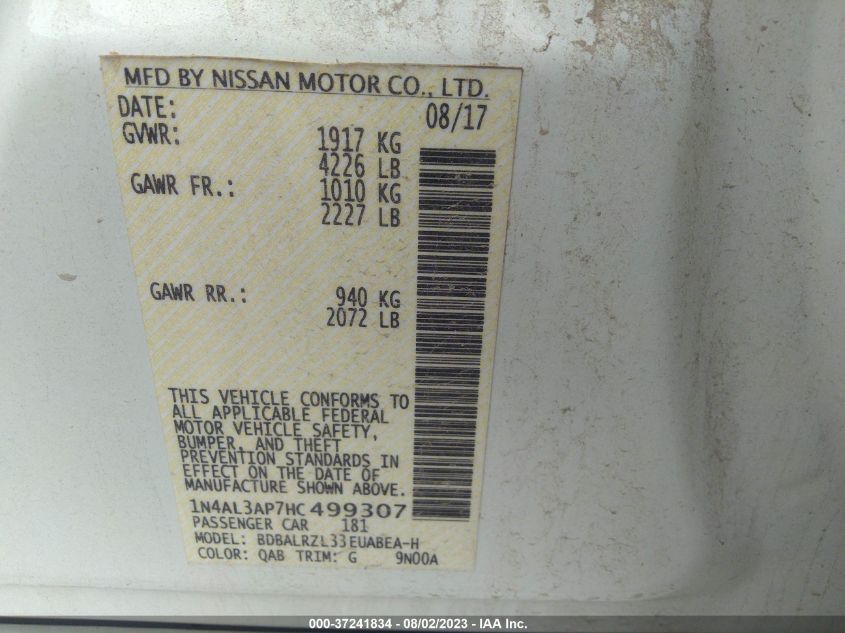 MFD BY NISSAN MOTOR CO., LTD.
DATE: 08/17
GVWR: 1917 KG
4226 LB
GAWR FR.: 1010 KG
2227 LB
GAWR RR.: 940 KG
2072 LB
THIS VEHICLE CONFORMS TO
ALL APPLICABLE FEDERAL
MOTOR VEHICLE SAFETY,
BUMPER, AND THEFT
PREVENTION STANDARDS IN
EFFECT ON THE DATE OF
MANUFACTURE SHOWN ABOVE.
1N4AL3AP7HC499307
PASSENGER CAR 181
MODEL: BDBALRZL33EUABEA-H
COLOR: QAB TRIM: G 9N00A
000-37241834 - 08/02/2023 - IAA Inc.